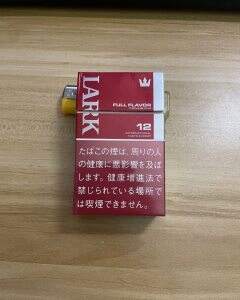 LARK
FULL FLAVOR
12
たばこの煙は、周りの人
の健康に悪影響を及ぼ
します。健康増進法で
禁じられている場所で
は喫煙できません。